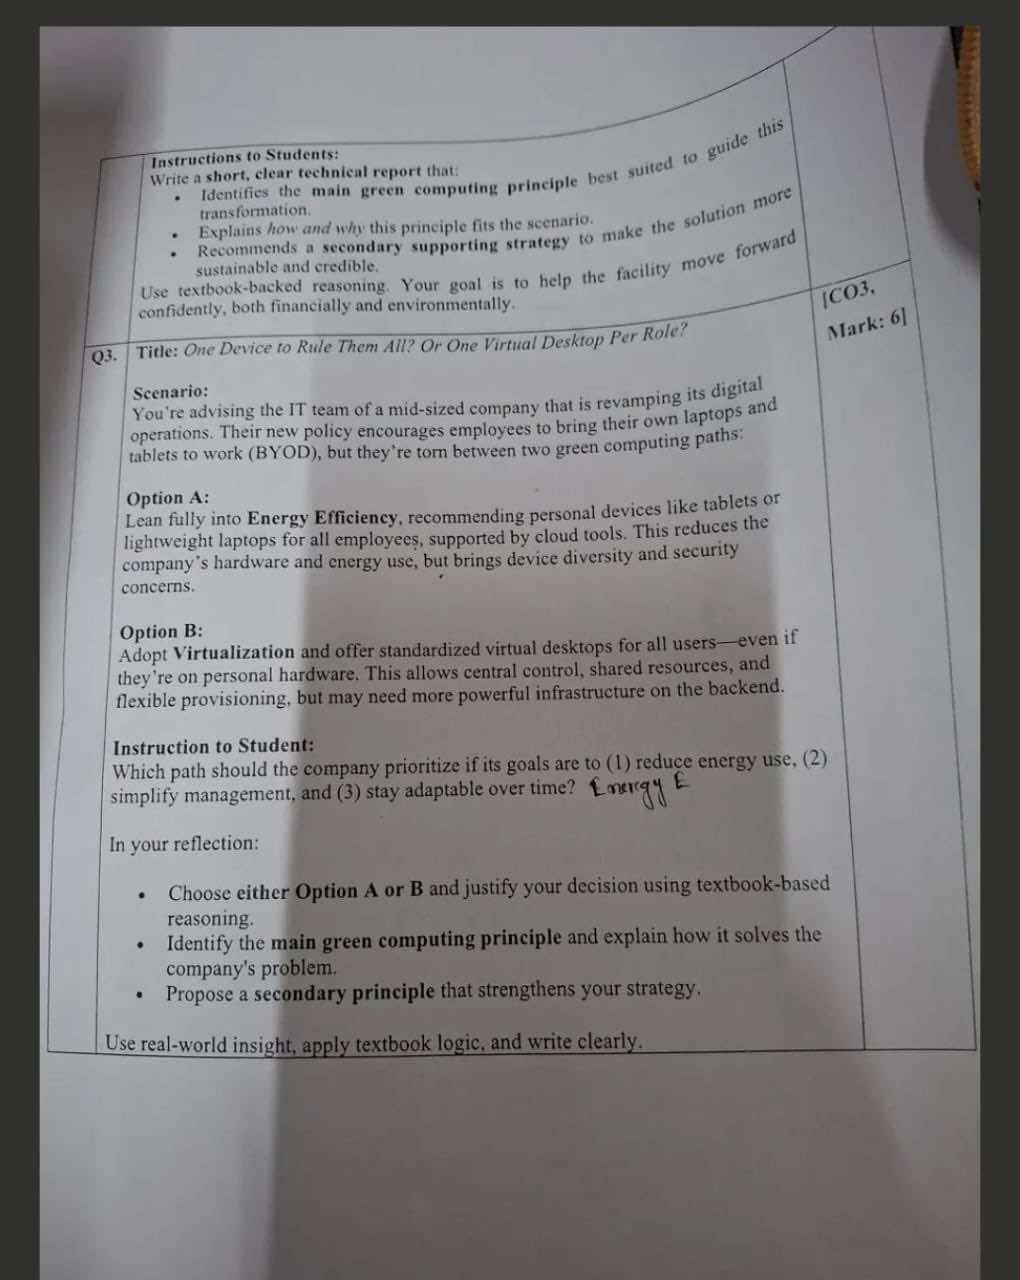 Instructions to Students:
Write a short, clear technical report that:
• Identifies the main green computing principle best suited to guide this
transformation.
• Explains how and why this principle fits the scenario.
• Recommends a secondary supporting strategy to make the solution more
sustainable and credible.
Use textbook-backed reasoning. Your goal is to help the facility move forward
confidently, both financially and environmentally.
Q3. Title: One Device to Rule Them All? Or One Virtual Desktop Per Role?
[CO3,
Mark: 6]
Scenario:
You're advising the IT team of a mid-sized company that is revamping its digital
operations. Their new policy encourages employees to bring their own laptops and
tablets to work (BYOD), but they're torn between two green computing paths:
Option A:
Lean fully into Energy Efficiency, recommending personal devices like tablets or
lightweight laptops for all employees, supported by cloud tools. This reduces the
company's hardware and energy use, but brings device diversity and security
concerns.
Option B:
Adopt Virtualization and offer standardized virtual desktops for all users—even if
they're on personal hardware. This allows central control, shared resources, and
flexible provisioning, but may need more powerful infrastructure on the backend.
Instruction to Student:
Which path should the company prioritize if its goals are to (1) reduce energy use, (2)
simplify management, and (3) stay adaptable over time? Energy E
In your reflection:
• Choose either Option A or B and justify your decision using textbook-based
reasoning.
• Identify the main green computing principle and explain how it solves the
company's problem.
• Propose a secondary principle that strengthens your strategy.
Use real-world insight, apply textbook logic, and write clearly.